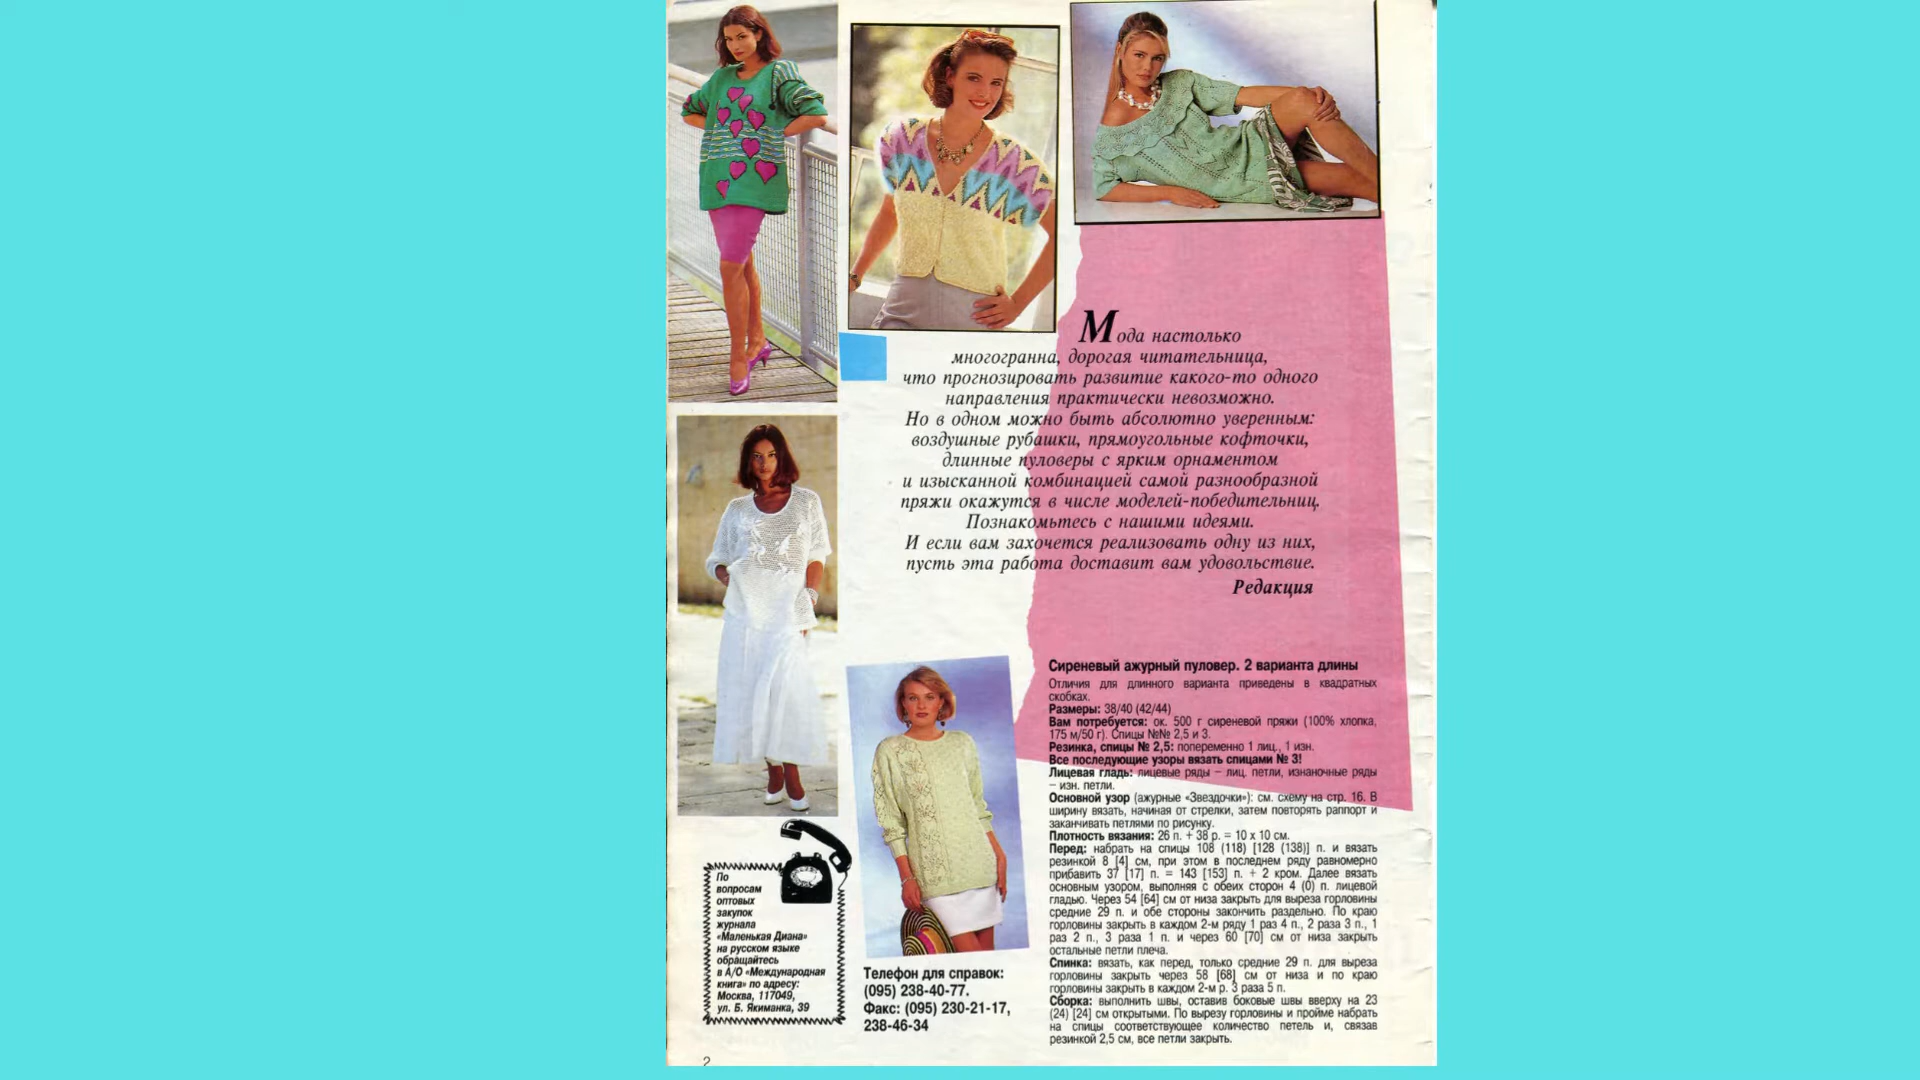 Мода настолько
многогранна, дорогая читательница,
что прогнозировать развитие какого-то одного
направления практически невозможно.
Но в одном можно быть абсолютно уверенным:
воздушные рубашки, прямоугольные кофточки,
длинные пуловеры с ярким орнаментом
и изысканной комбинацией самой разнообразной
пряжи окажутся в числе моделей-победительниц.
Познакомьтесь с нашими идеями.
И если вам захочется реализовать одну из них,
пусть эта работа доставит вам удовольствие.
Редакция
Сиреневый ажурный пуловер. 2 варианта длины
Отличия для длинного варианта приведены в квадратных
скобках.
Размеры: 38/40 (42/44)
Вам потребуется: ок. 500 г сиреневой пряжи (100% хлопка,
175 м/50 г). Спицы №№ 2,5 и 3.
Резинка, спицы № 2,5: попеременно 1 лиц., 1 изн.
Все последующие узоры вязать спицами № 3!
Лицевая гладь: лицевые ряды – лиц. петли, изнаночные ряды
– изн. петли.
Основной узор (ажурные «Звездочки»): см. схему на стр. 16. В
ширину вязать, начиная от стрелки, затем повторять раппорт и
заканчивать петлями по рисунку.
Плотность вязания: 26 п. + 38 р. = 10 x 10 см.
Перед: набрать на спицы 108 (118) [128 (138)] п. и вязать
резинкой 8 [4] см, при этом в последнем ряду равномерно
прибавить 37 [17] п. = 143 [153] п. + 2 кром. Далее вязать
основным узором, выполняя с обеих сторон 4 (0) п. лицевой
гладью. Через 54 [64] см от низа закрыть для выреза горловины
средние 29 п. и обе стороны закончить раздельно. По краю
горловины закрыть в каждом 2-м ряду 1 раз 4 п., 2 раза 3 п., 1
раз 2 п., 3 раза 1 п. и через 60 [70] см от низа закрыть
остальные петли плеча.
Спинка: вязать, как перед, только средние 29 п. для выреза
горловины закрыть через 58 [68] см от низа и по краю
горловины закрыть в каждом 2-м р. 3 раза 5 п.
Сборка: выполнить швы, оставив боковые швы вверху на 23
(24) [24] см открытыми. По вырезу горловины и пройме набрать
на спицы соответствующее количество петель и, связав
резинкой 2,5 см, все петли закрыть.
По
вопросам
оптовых
закупок
журнала
«Маленькая Диана»
на русском языке
обращайтесь
в А/О «Международная
книга» по адресу:
Москва, 117049,
ул. Б. Якиманка, 39
Телефон для справок:
(095) 238-40-77.
Факс: (095) 230-21-17,
238-46-34
2